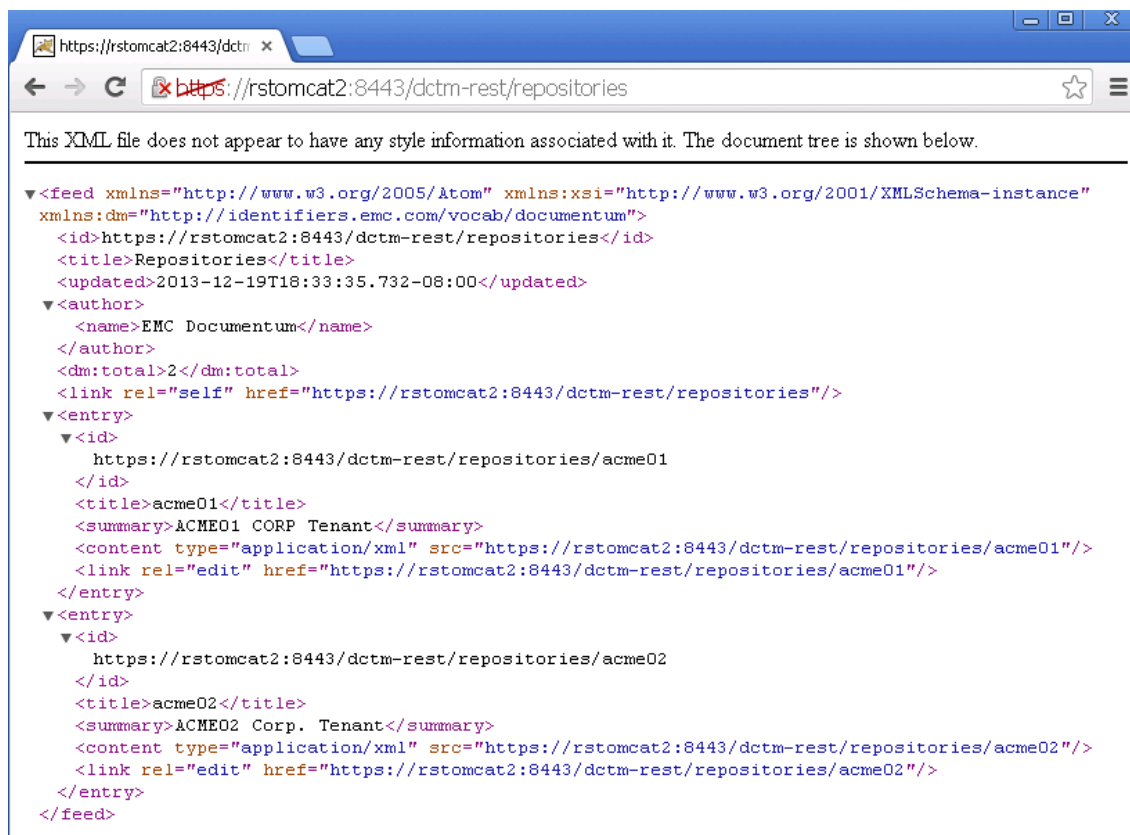 https://rstomcat2:8443/dctm
https://rstomcat2:8443/dctm-rest/repositories
This XML file does not appear to have any style information associated with it. The document tree is shown below.
▼<feed xmlns="http://www.w3.org/2005/Atom" xmlns:xsi="http://www.w3.org/2001/XMLSchema-instance"
xmlns:dm="http://identifiers.emc.com/vocab/documentum">
<id>https://rstomcat2:8443/dctm-rest/repositories</id>
<title>Repositories</title>
<updated>2013-12-19T18:33:35.732-08:00</updated>
▼<author>
<name>EMC Documentum</name>
</author>
<dm:total>2</dm:total>
<link rel="self" href="https://rstomcat2:8443/dctm-rest/repositories"/>
▼<entry>
▼<id>
https://rstomcat2:8443/dctm-rest/repositories/acme01
</id>
<title>acme01</title>
<summary>ACME01 CORP Tenant</summary>
<content type="application/xml" src="https://rstomcat2:8443/dctm-rest/repositories/acme01"/>
<link rel="edit" href="https://rstomcat2:8443/dctm-rest/repositories/acme01"/>
</entry>
▼<entry>
▼<id>
https://rstomcat2:8443/dctm-rest/repositories/acme02
</id>
<title>acme02</title>
<summary>ACME02 Corp. Tenant</summary>
<content type="application/xml" src="https://rstomcat2:8443/dctm-rest/repositories/acme02"/>
<link rel="edit" href="https://rstomcat2:8443/dctm-rest/repositories/acme02"/>
</entry>
</feed>